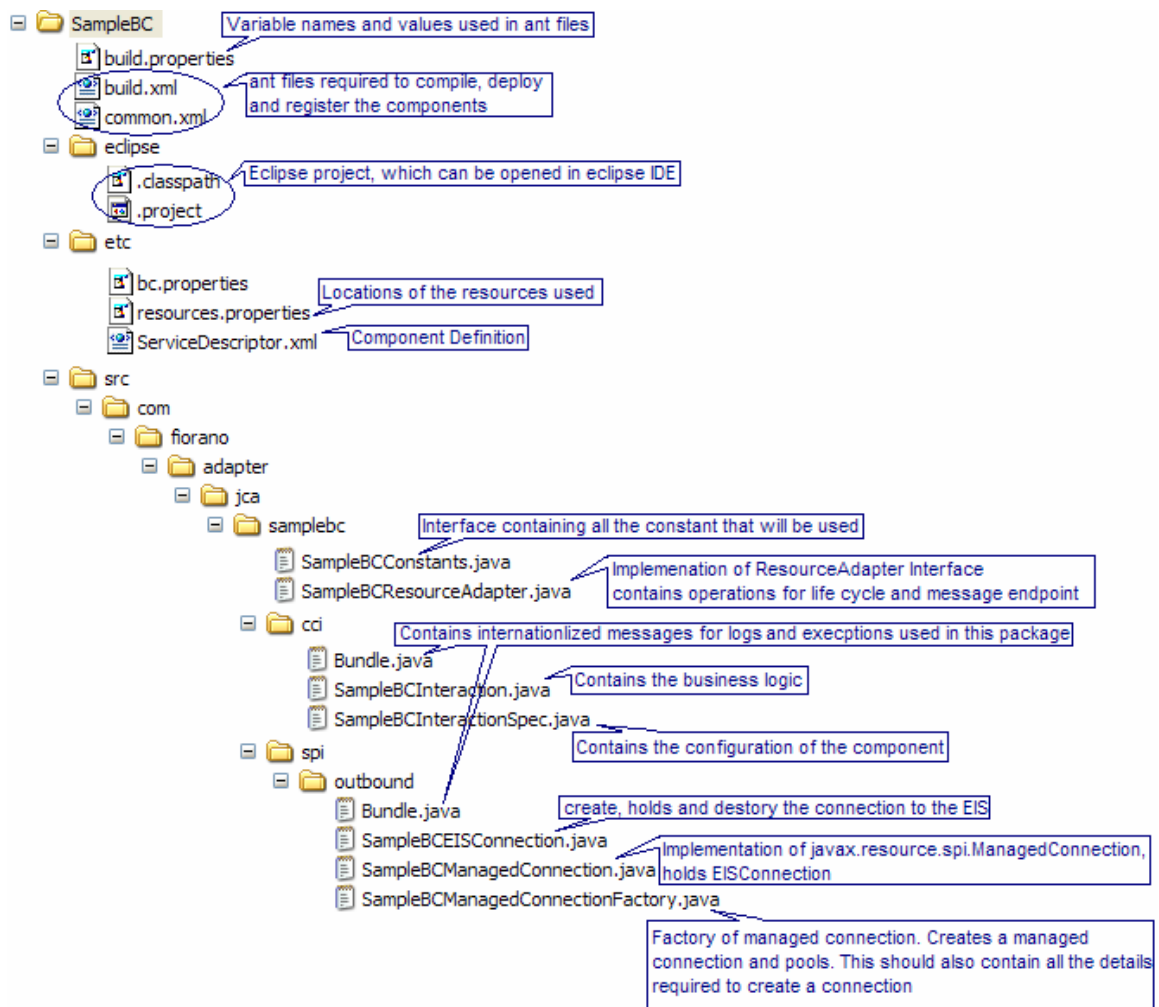 SampleBC
Variable names and values used in ant files
build.properties
build.xml
ant files required to compile, deploy
and register the components
common.xml
eclipse
.classpath
Eclipse project, which can be opened in eclipse IDE
.project
etc
bc.properties
Locations of the resources used
resources.properties
ServiceDescriptor.xml
Component Definition
src
com
fiorano
adapter
jca
samplebc
Interface containing all the constant that will be used
SampleBCConstants.java
SampleBCResourceAdapter.java
Implemenation of ResourceAdapter Interface
contains operations for life cycle and message endpoint
cci
Contains internationlized messages for logs and execptions used in this package
Bundle.java
SampleBCInteraction.java
Contains the business logic
SampleBCInteractionSpec.java
Contains the configuration of the component
spi
outbound
Bundle.java
create, holds and destory the connection to the EIS
SampleBCEISConnection.java
SampleBCManagedConnection.java
Implementation of javax.resource.spi.ManagedConnection,
holds EISConnection
SampleBCManagedConnectionFactory.java
Factory of managed connection. Creates a managed
connection and pools. This should also contain all the details
required to create a connection